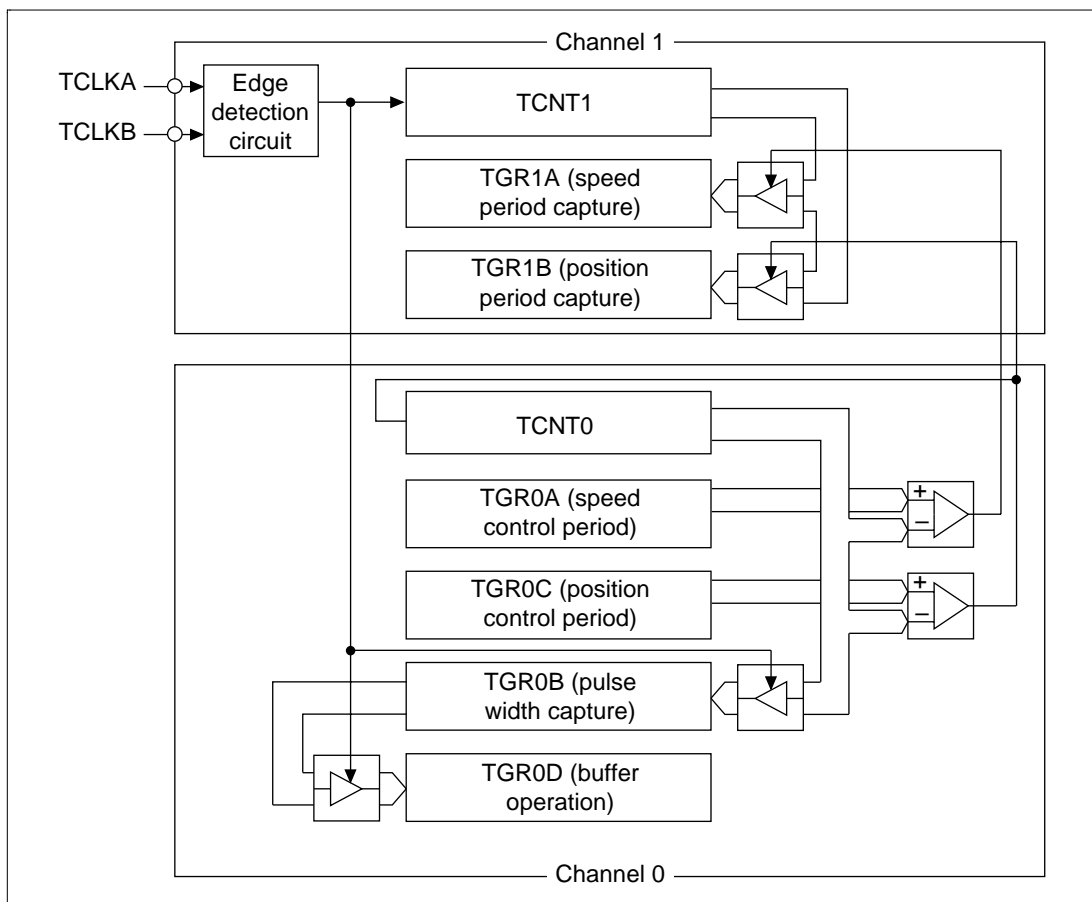 Channel 1
TCLKA
TCLKB
Edge
detection
circuit
TCNT1
TGR1A (speed
period capture)
TGR1B (position
period capture)
TCNT0
TGR0A (speed
control period)
+
−
TGR0C (position
control period)
+
−
TGR0B (pulse
width capture)
TGR0D (buffer
operation)
Channel 0